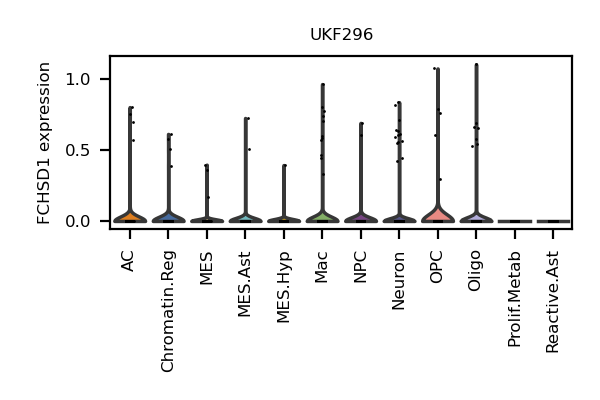 UKF296
FCHSD1 expression
1.0
0.5
0.0
AC
Chromatin.Reg
MES
MES.Ast
MES.Hyp
Mac
NPC
Neuron
OPC
Oligo
Prolif.Metab
Reactive.Ast